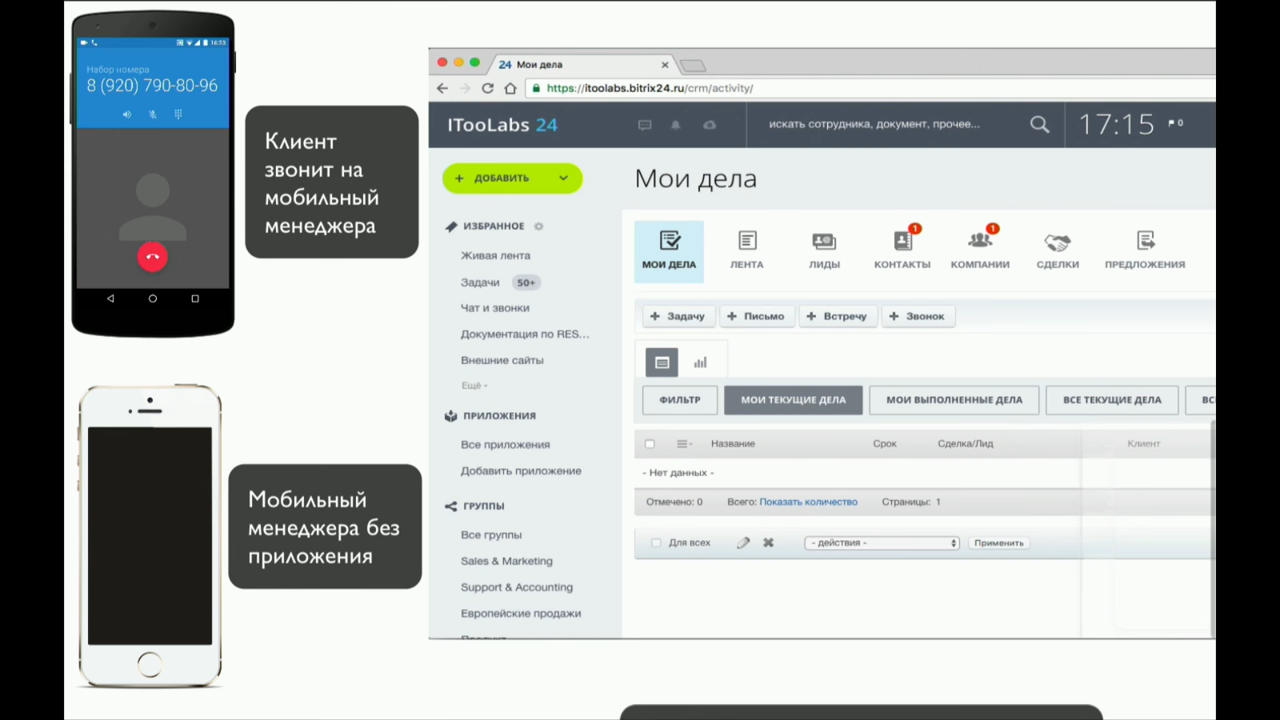 16:53
Набор номера
8 (920) 790-80-96
Клиент
звонит на
мобильный
менеджера
Мобильный
менеджера без
приложения
24 Мои дела
https://itoolabs.bitrix24.ru/crm/activity/
ITooLabs 24
искать сотрудника, документ, прочее...
17:15
0
+ ДОБАВИТЬ
ИЗБРАННОЕ
Живая лента
Задачи 50+
Чат и звонки
Документация по RES...
Внешние сайты
Ещё
ПРИЛОЖЕНИЯ
Все приложения
Добавить приложение
ГРУППЫ
Все группы
Sales & Marketing
Support & Accounting
Европейские продажи
Мои дела
МОИ ДЕЛА
ЛЕНТА
ЛИДЫ
1
КОНТАКТЫ
1
КОМПАНИИ
СДЕЛКИ
ПРЕДЛОЖЕНИЯ
+ Задачу + Письмо + Встречу + Звонок
ФИЛЬТР МОИ ТЕКУЩИЕ ДЕЛА МОИ ВЫПОЛНЕННЫЕ ДЕЛА ВСЕ ТЕКУЩИЕ ДЕЛА
Название Срок Сделка/Лид Клиент
- Нет данных -
Отмечено: 0 Всего: Показать количество Страницы: 1
Для всех - действия - Применить